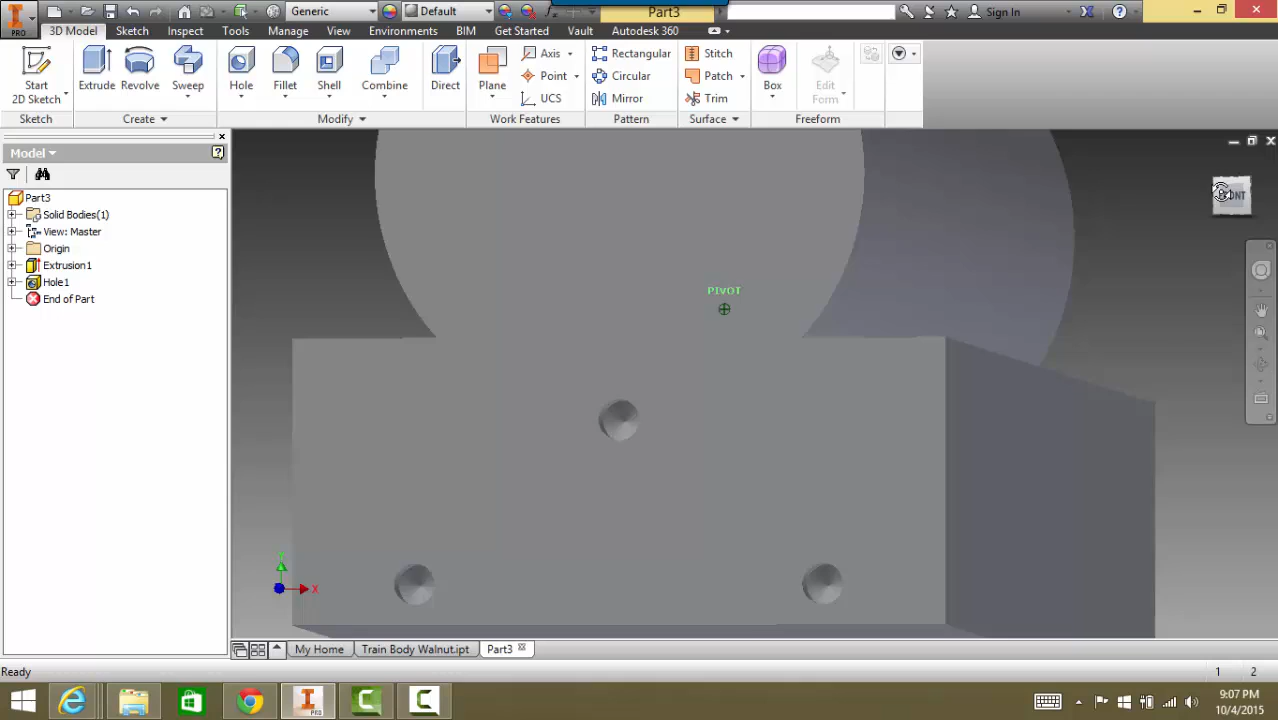 Generic
Default
Part3
Sign In
PRO
3D Model
Sketch
Inspect
Tools
Manage
View
Environments
BIM
Get Started
Vault
Autodesk 360
Start
2D Sketch
Extrude
Revolve
Sweep
Hole
Fillet
Shell
Combine
Direct
Plane
Axis
Point
UCS
Rectangular
Circular
Mirror
Stitch
Patch
Trim
Box
Edit
Form
Sketch
Create
Modify
Work Features
Pattern
Surface
Freeform
Model
Part3
Solid Bodies(1)
View: Master
Origin
Extrusion1
Hole1
End of Part
PIVOT
Y
X
My Home
Train Body Walnut.ipt
Part3
Ready
1
2
PRO
9:07 PM
10/4/2015